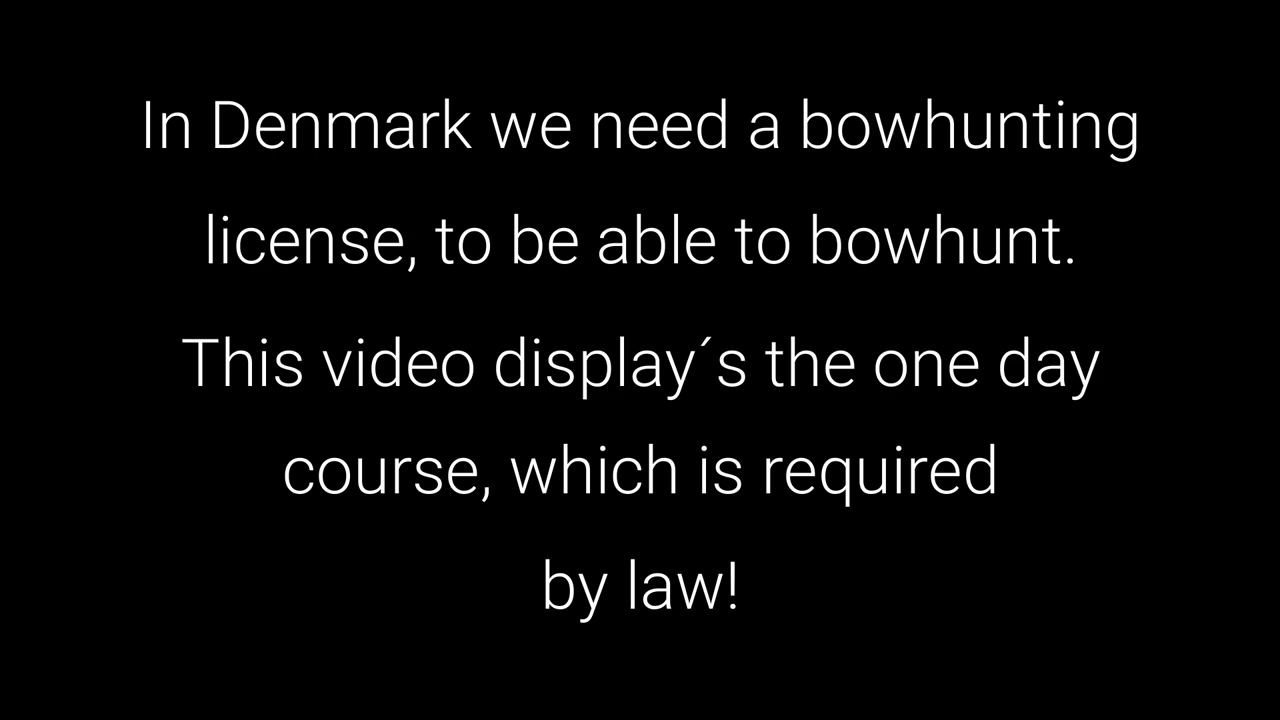 In Denmark we need a bowhunting
license, to be able to bowhunt.
This video display´s the one day
course, which is required
by law!